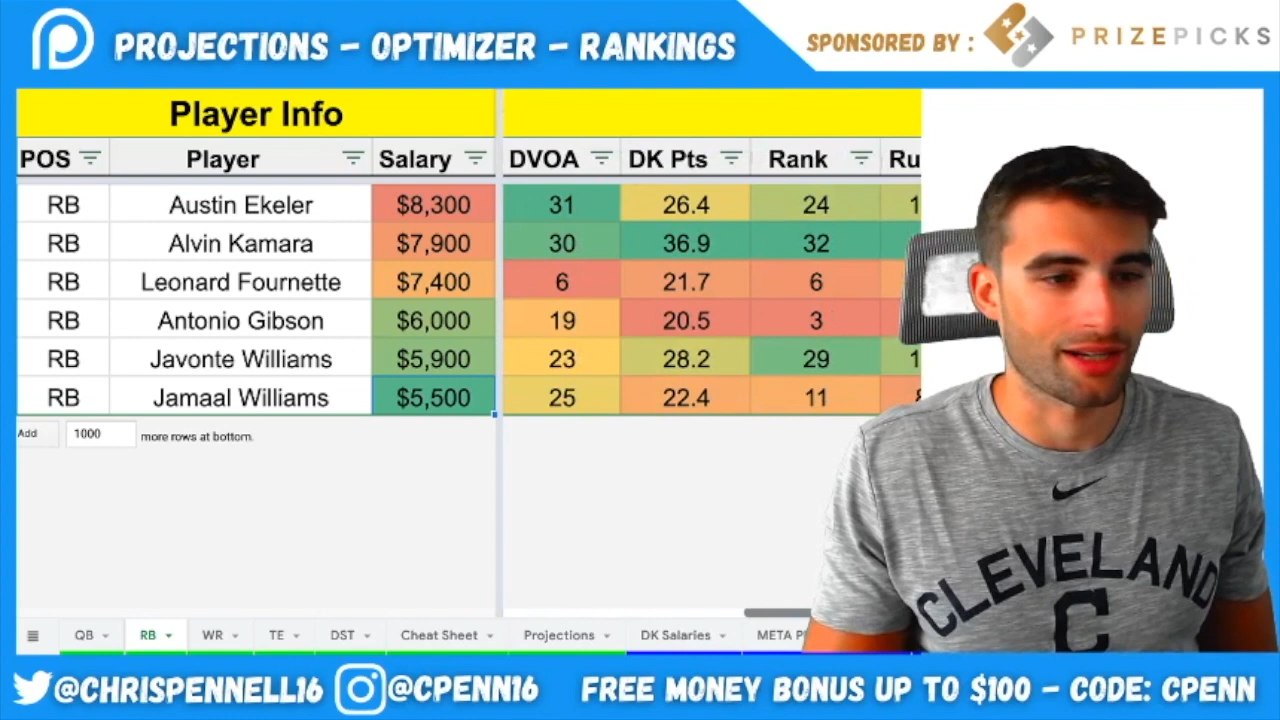 PROJECTIONS - OPTIMIZER - RANKINGS
SPONSORED BY : PRIZEPICKS
Player Info
POS Player Salary DVOA DK Pts Rank Ru
RB Austin Ekeler $8,300 31 26.4 24 1
RB Alvin Kamara $7,900 30 36.9 32
RB Leonard Fournette $7,400 6 21.7 6
RB Antonio Gibson $6,000 19 20.5 3
RB Javonte Williams $5,900 23 28.2 29 1
RB Jamaal Williams $5,500 25 22.4 11
Add 1000 more rows at bottom.
QB RB WR TE DST Cheat Sheet Projections DK Salaries META
CLEVELAND
C
@CHRISPENNELL16 @CPENN16 FREE MONEY BONUS UP TO $100 - CODE: CPENN